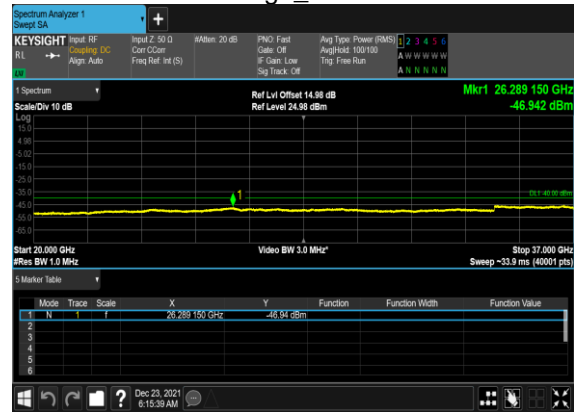 Spectrum Analyzer 1
Swept SA
KEYSIGHT Input: RF Input Z: 50 Ω #Atten: 20 dB PNO: Fast Avg Type: Power (RMS) 1 2 3 4 5 6
RL Coupling: DC Corr CCorr Gate: Off Avg|Hold: 100/100 A W W W W W
Align: Auto Freq Ref: Int (S) IF Gain: Low Trig: Free Run
Sig Track: Off A N N N N N
1 Spectrum Ref Lvl Offset 14.98 dB Mkr1 26.289 150 GHz
Scale/Div 10 dB Ref Level 24.98 dBm -46.942 dBm
Log
15.0
4.98
-5.02
-15.0
-25.0
-35.0 1 DL1 -40.00 dBm
-45.0
-55.0
-65.0
Start 20.000 GHz Video BW 3.0 MHz* Stop 37.000 GHz
#Res BW 1.0 MHz Sweep ~33.9 ms (40001 pts)
5 Marker Table
Mode Trace Scale X Y Function Function Width Function Value
1 N 1 f 26.289 150 GHz -46.94 dBm
2
3
4
5
6
? Dec 23, 2021
6:15:39 AM